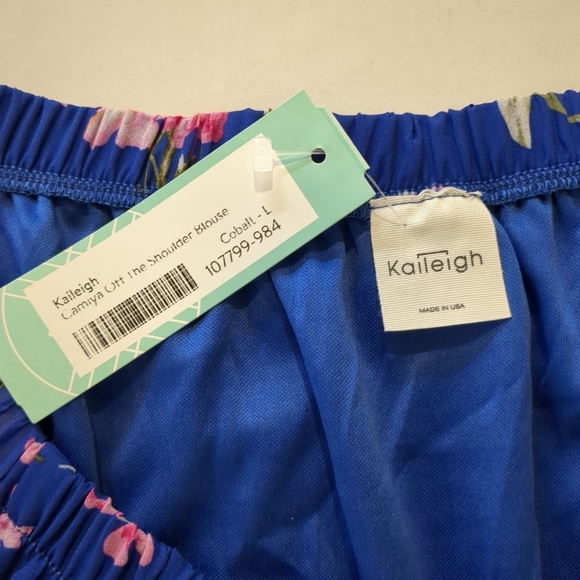 Kaileigh
Camiya Off The Shoulder Blouse
Cobalt - L
107799-984
Kaileigh
MADE IN USA